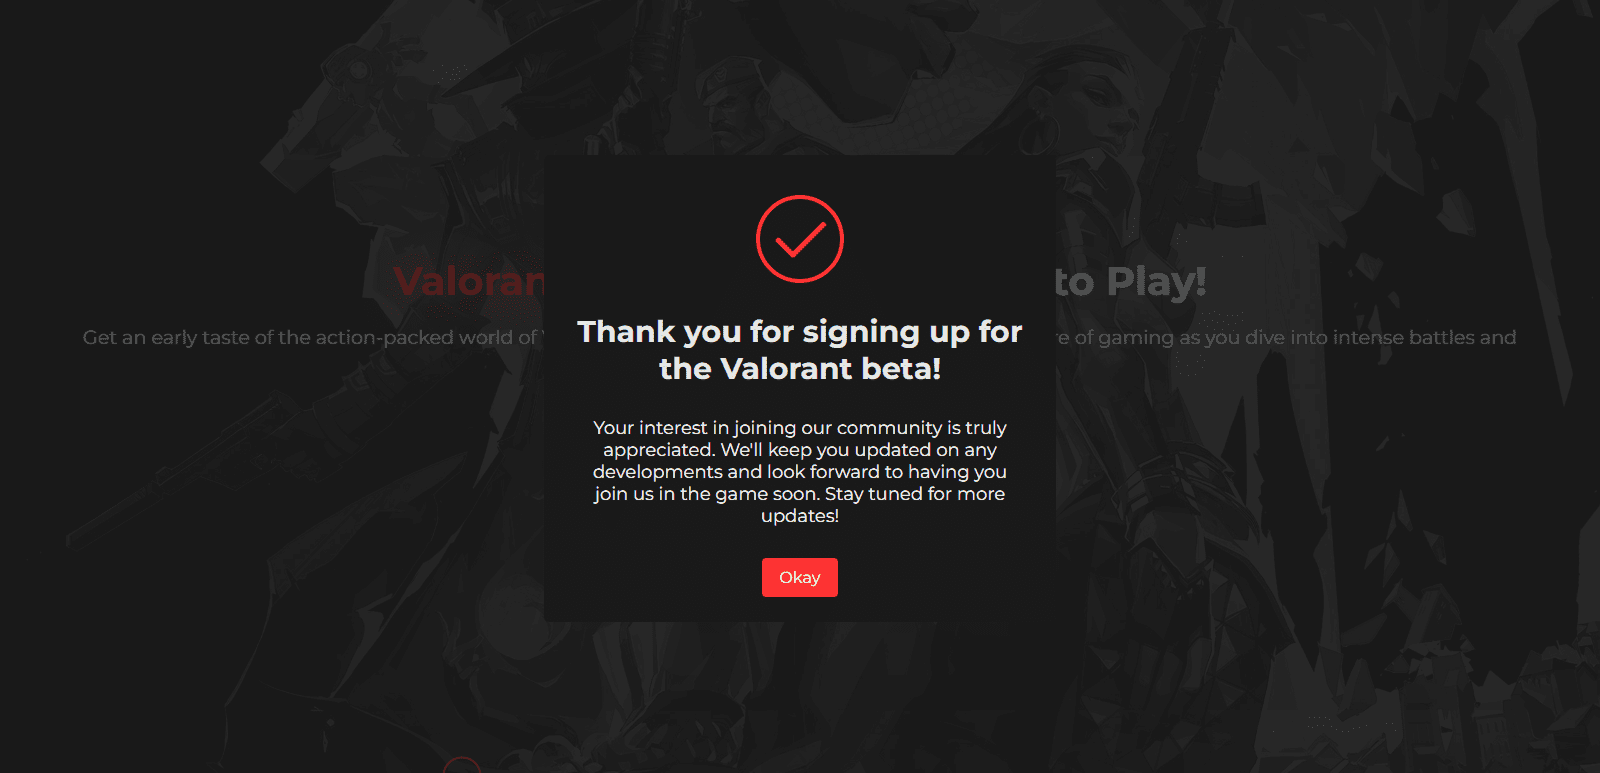 Valoran to Play!
Get an early taste of the action-packed world of re of gaming as you dive into intense battles and
Thank you for signing up for
the Valorant beta!
Your interest in joining our community is truly
appreciated. We'll keep you updated on any
developments and look forward to having you
join us in the game soon. Stay tuned for more
updates!
Okay